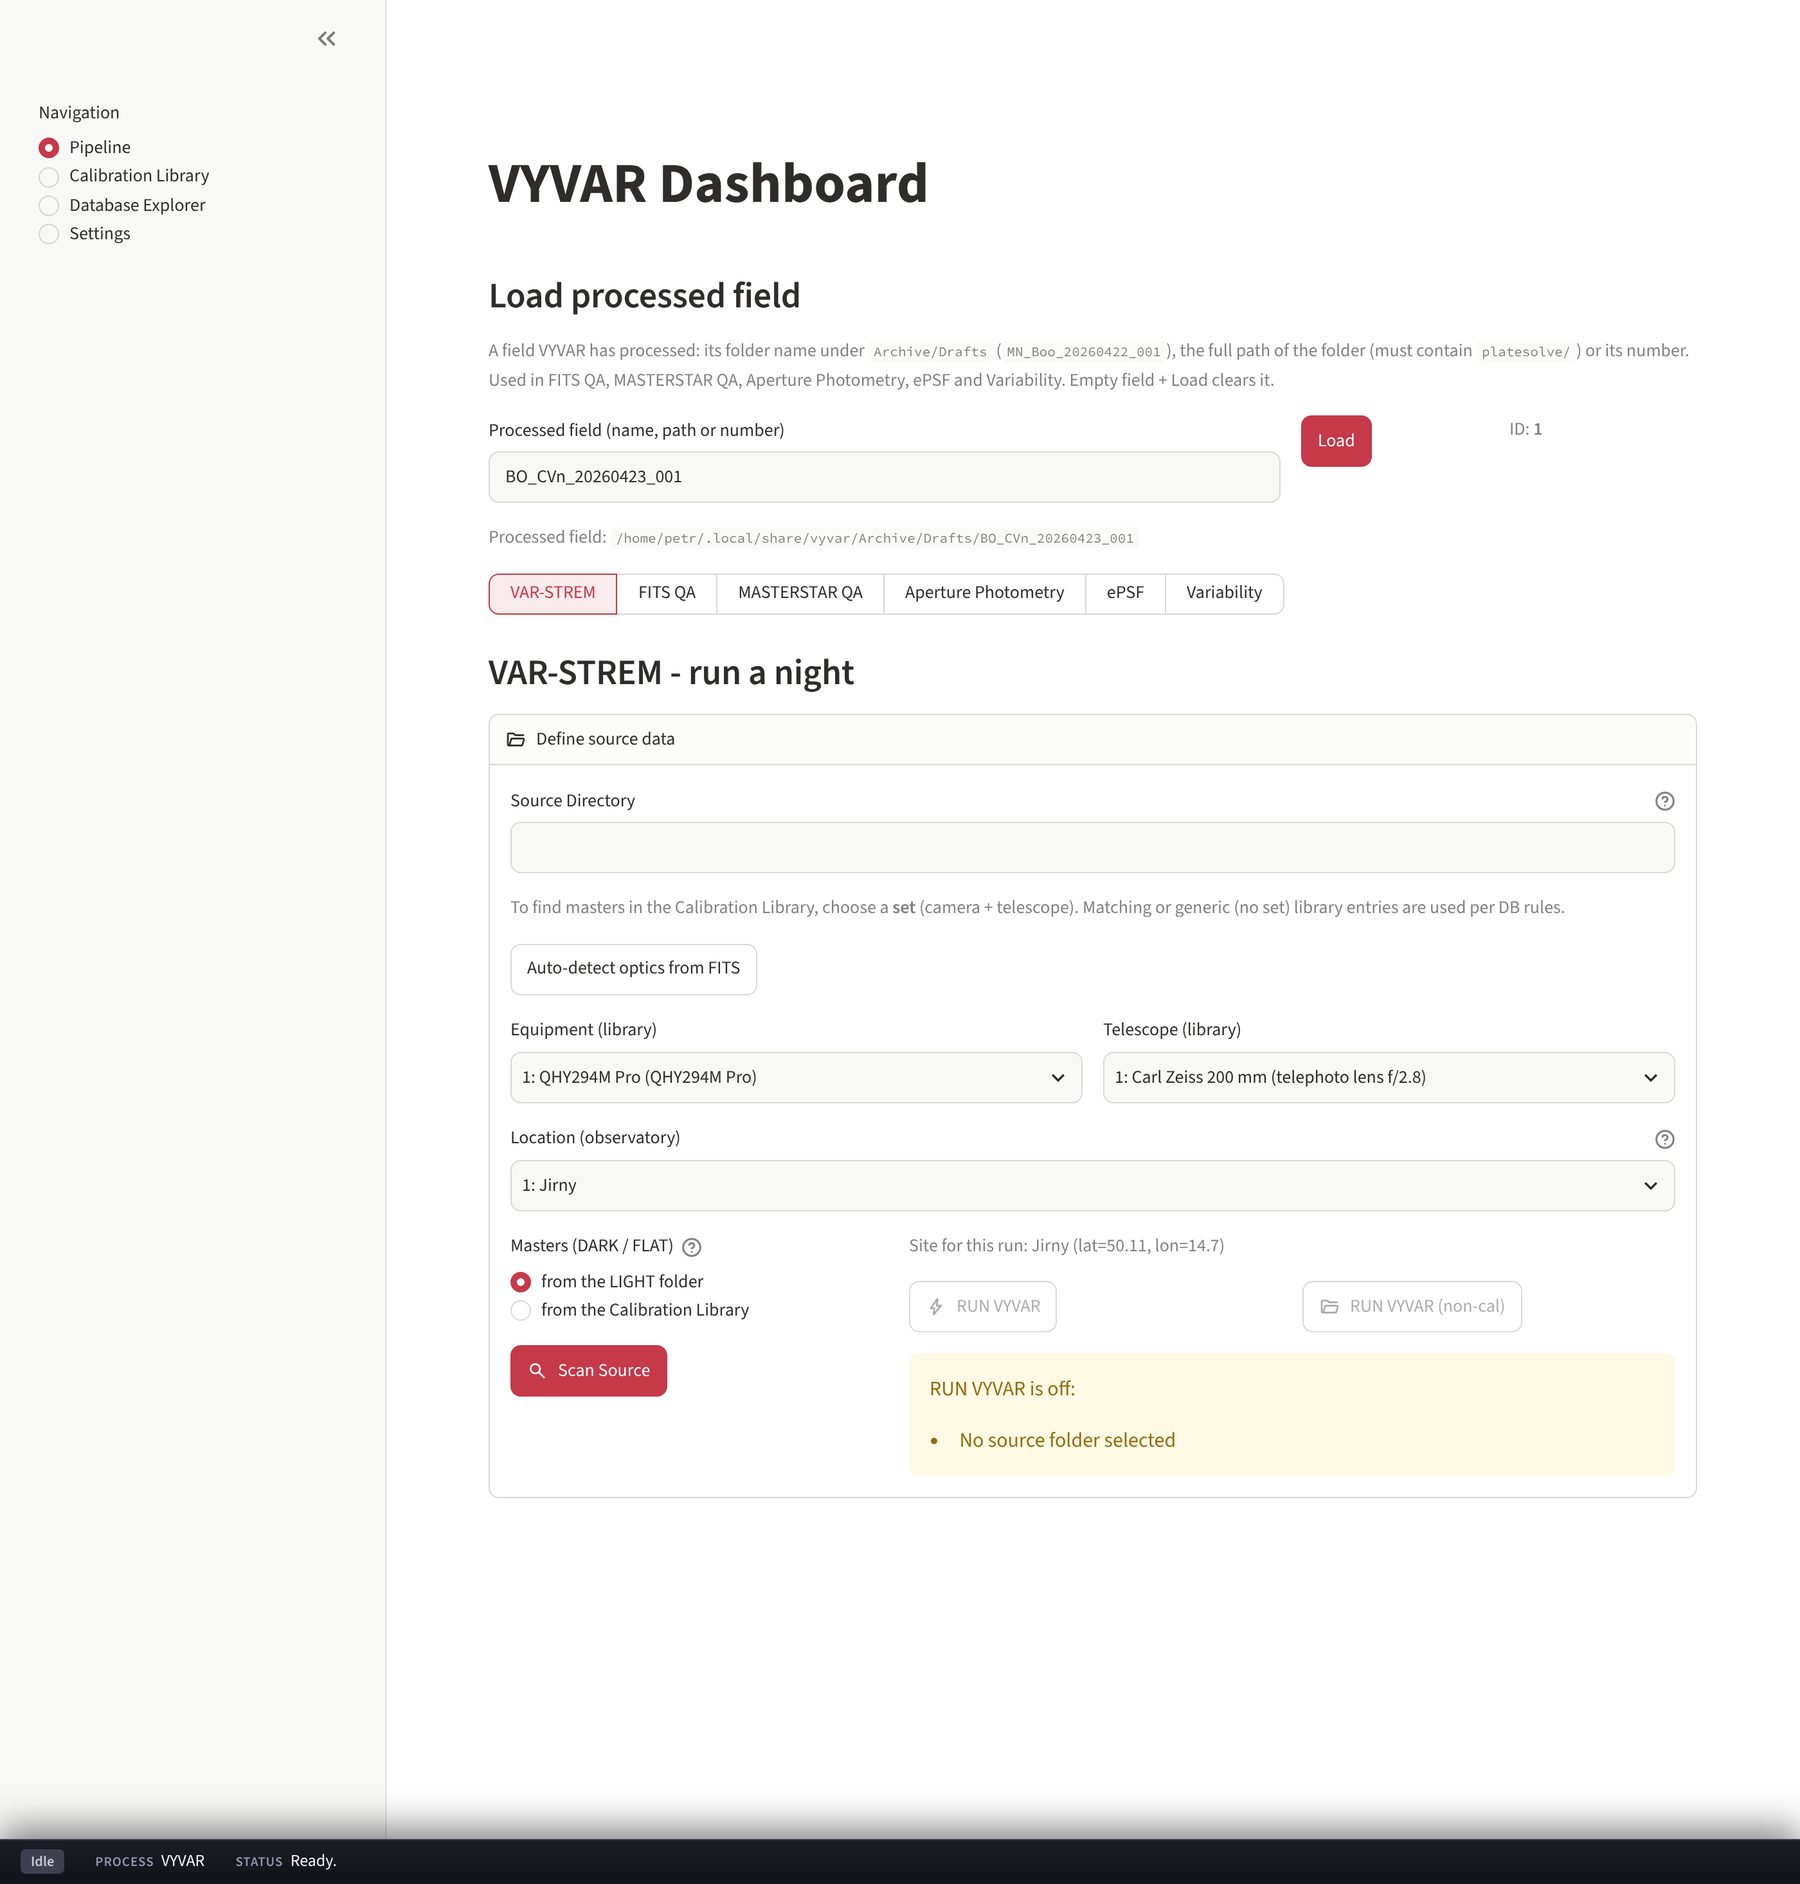 Navigation
Pipeline
Calibration Library
Database Explorer
Settings
VYVAR Dashboard
Load processed field
A field VYVAR has processed: its folder name under Archive/Drafts ( MN_Boo_20260422_001 ), the full path of the folder (must contain platesolve/ ) or its number.
Used in FITS QA, MASTERSTAR QA, Aperture Photometry, ePSF and Variability. Empty field + Load clears it.
Processed field (name, path or number)
BO_CVn_20260423_001
Load
ID: 1
Processed field: /home/petr/.local/share/vyvar/Archive/Drafts/BO_CVn_20260423_001
VAR-STREM FITS QA MASTERSTAR QA Aperture Photometry ePSF Variability
VAR-STREM - run a night
Define source data
Source Directory
To find masters in the Calibration Library, choose a set (camera + telescope). Matching or generic (no set) library entries are used per DB rules.
Auto-detect optics from FITS
Equipment (library)
1: QHY294M Pro (QHY294M Pro)
Telescope (library)
1: Carl Zeiss 200 mm (telephoto lens f/2.8)
Location (observatory)
1: Jirny
Masters (DARK / FLAT)
from the LIGHT folder
from the Calibration Library
Scan Source
Site for this run: Jirny (lat=50.11, lon=14.7)
RUN VYVAR
RUN VYVAR (non-cal)
RUN VYVAR is off:
• No source folder selected
Idle PROCESS VYVAR STATUS Ready.